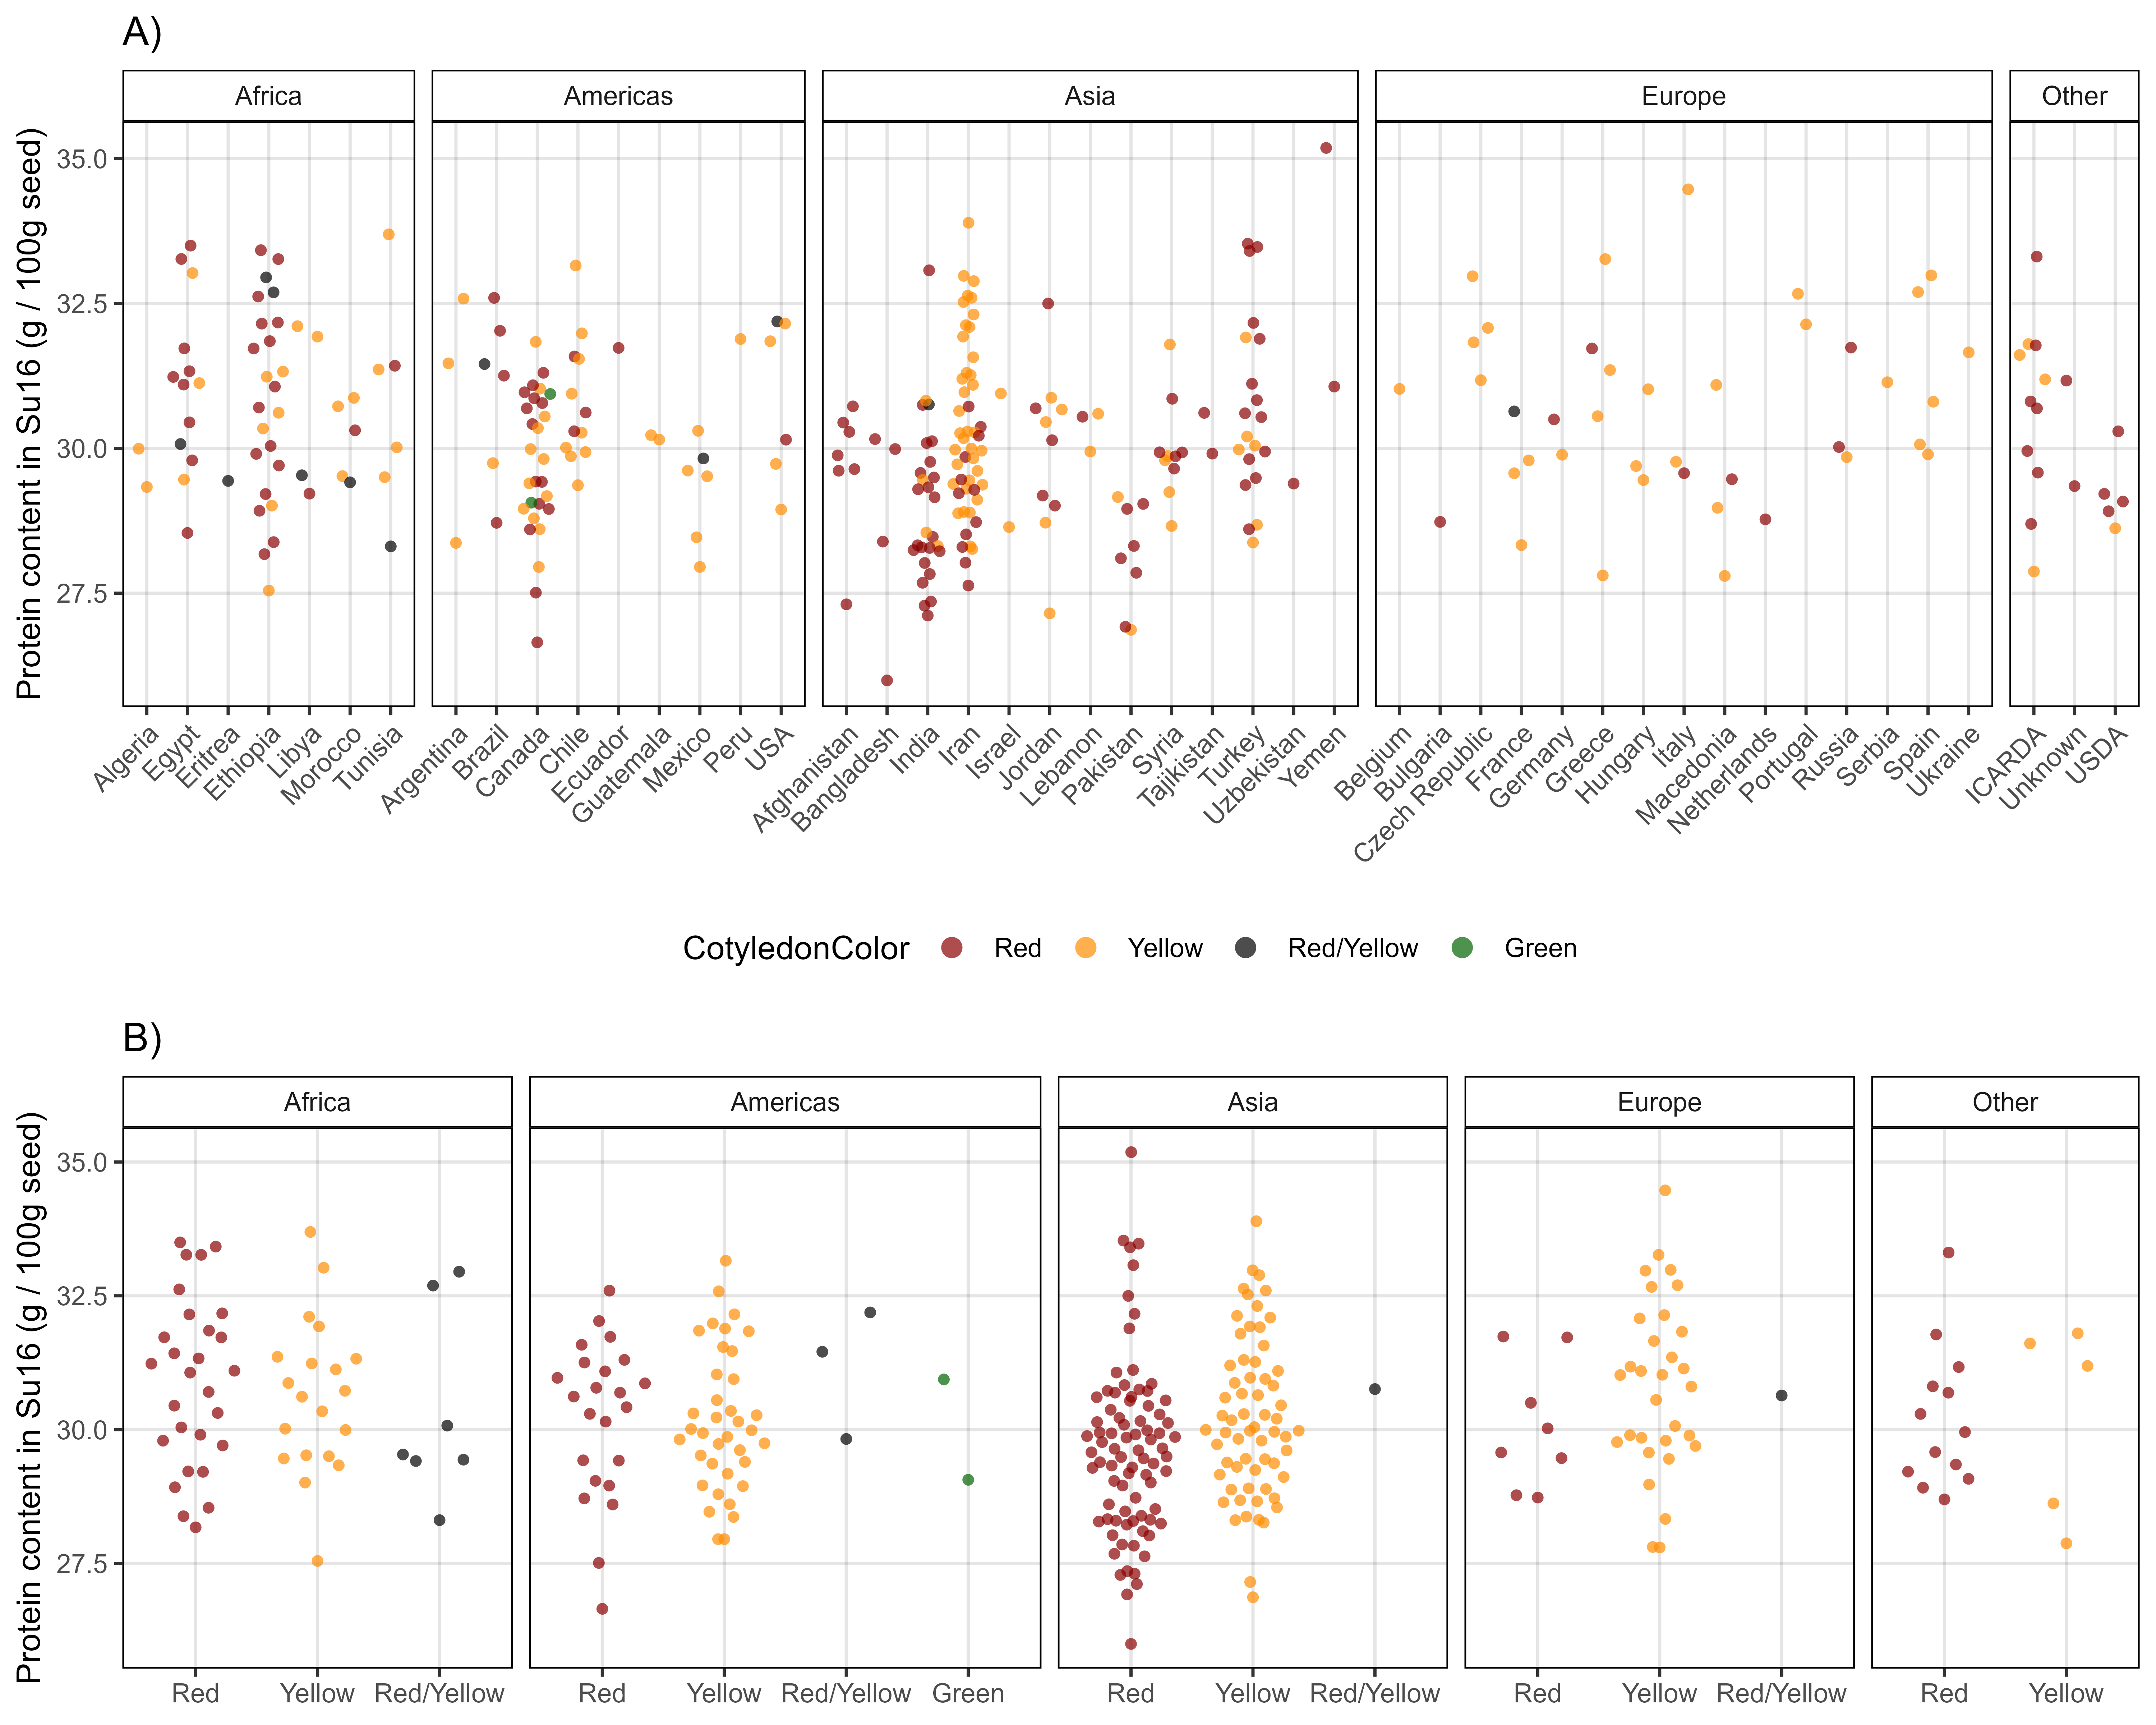 A)
Africa Americas Asia Europe Other
Protein content in Su16 (g / 100g seed)
35.0
32.5
30.0
27.5
Algeria Egypt Eritrea Ethiopia Libya Morocco Tunisia Argentina Brazil Canada Chile Ecuador Guatemala Mexico Peru USA Afghanistan Bangladesh India Iran Israel Jordan Lebanon Pakistan Syria Tajikistan Turkey Uzbekistan Yemen Belgium Bulgaria Czech Republic France Germany Greece Hungary Italy Macedonia Netherlands Portugal Russia Serbia Spain Ukraine ICARDA Unknown USDA
CotyledonColor Red Yellow Red/Yellow Green
B)
Africa Americas Asia Europe Other
Protein content in Su16 (g / 100g seed)
35.0
32.5
30.0
27.5
Red Yellow Red/Yellow Red Yellow Red/Yellow Green Red Yellow Red/Yellow Red Yellow Red/Yellow Red Yellow